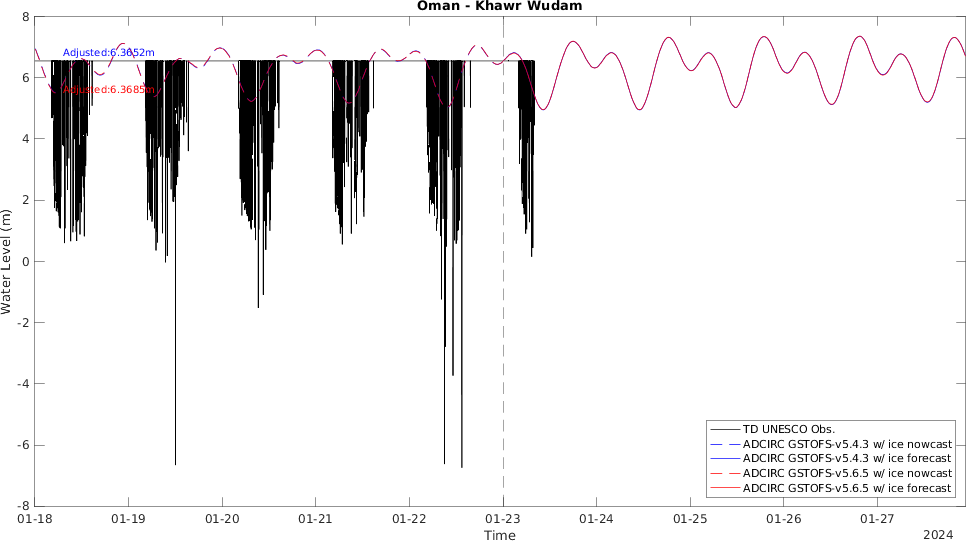 Oman - Khawr Wudam
8
6
4
2
0
-2
-4
-6
-8
Water Level (m)
Adjusted:6.3652m
Adjusted:6.3685m
TD UNESCO Obs.
ADCIRC GSTOFS-v5.4.3 w/ ice nowcast
ADCIRC GSTOFS-v5.4.3 w/ ice forecast
ADCIRC GSTOFS-v5.6.5 w/ ice nowcast
ADCIRC GSTOFS-v5.6.5 w/ ice forecast
01-18 01-19 01-20 01-21 01-22 01-23 01-24 01-25 01-26 01-27
Time
2024